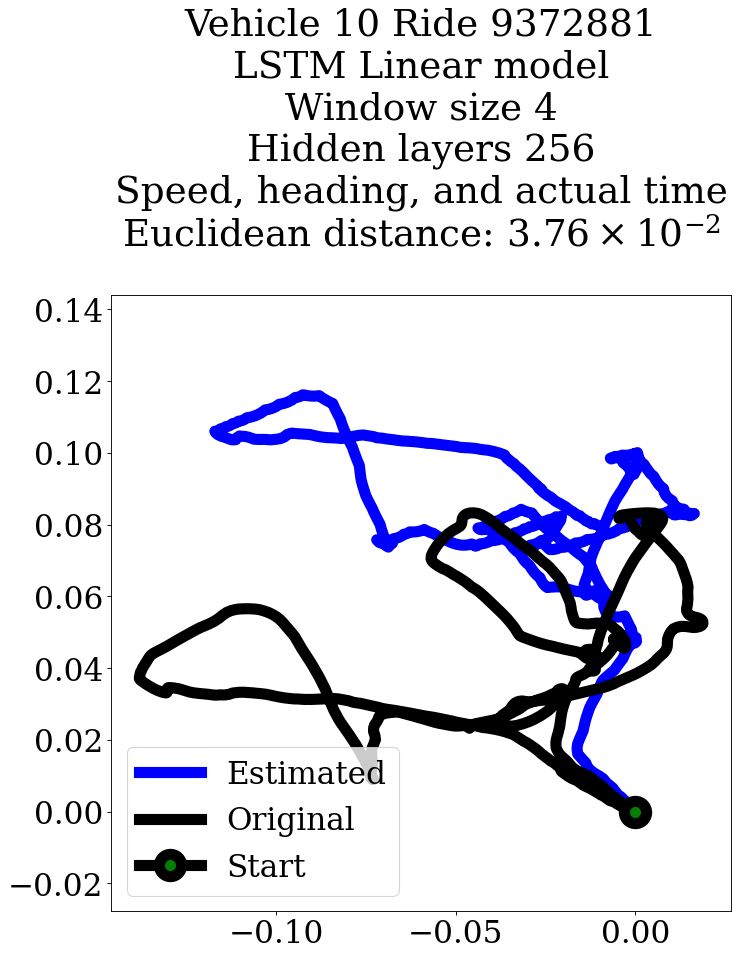 Vehicle 10 Ride 9372881
LSTM Linear model
Window size 4
Hidden layers 256
Speed, heading, and actual time
Euclidean distance: 3.76 × 10⁻²
0.14
0.12
0.10
0.08
0.06
0.04
0.02
0.00
−0.02
Estimated
Original
Start
−0.10 −0.05 0.00